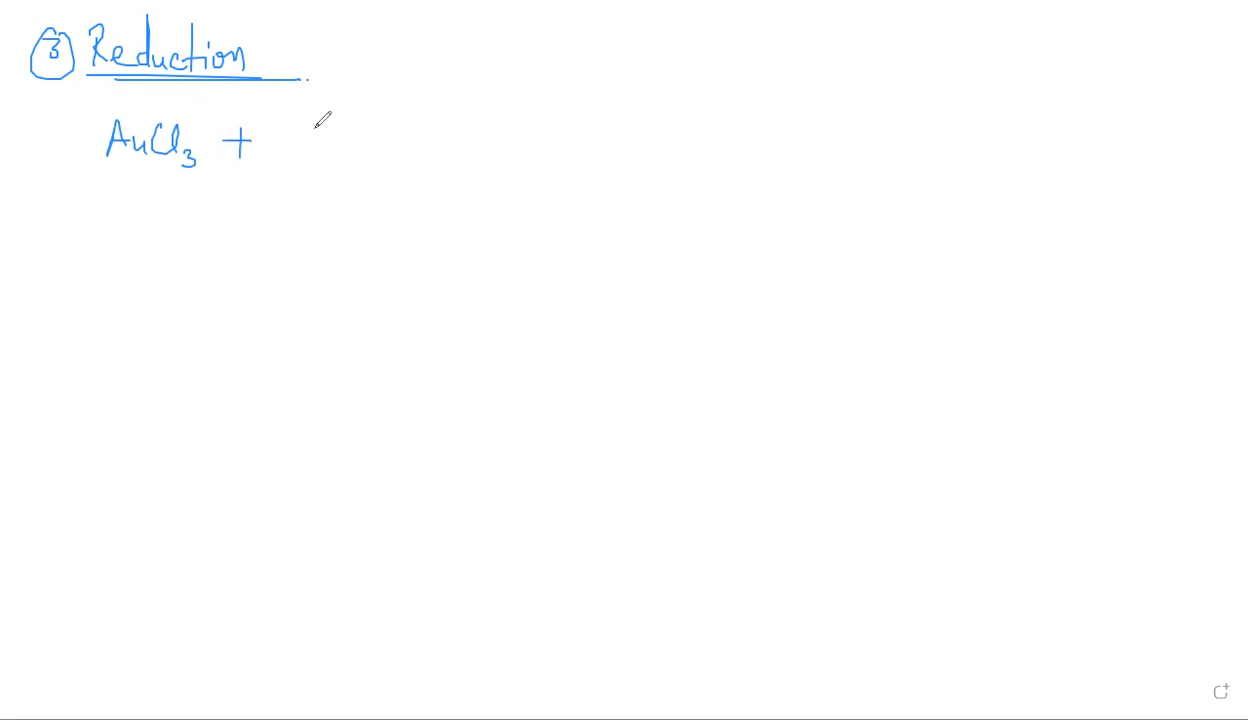 ③ Reduction
AuCl₃ +